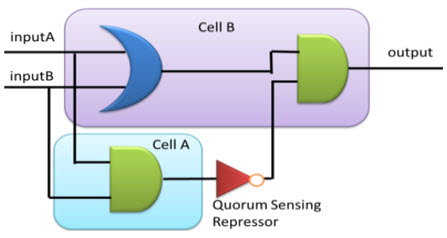 Cell B
inputA
inputB
output
Cell A
Quorum Sensing
Repressor